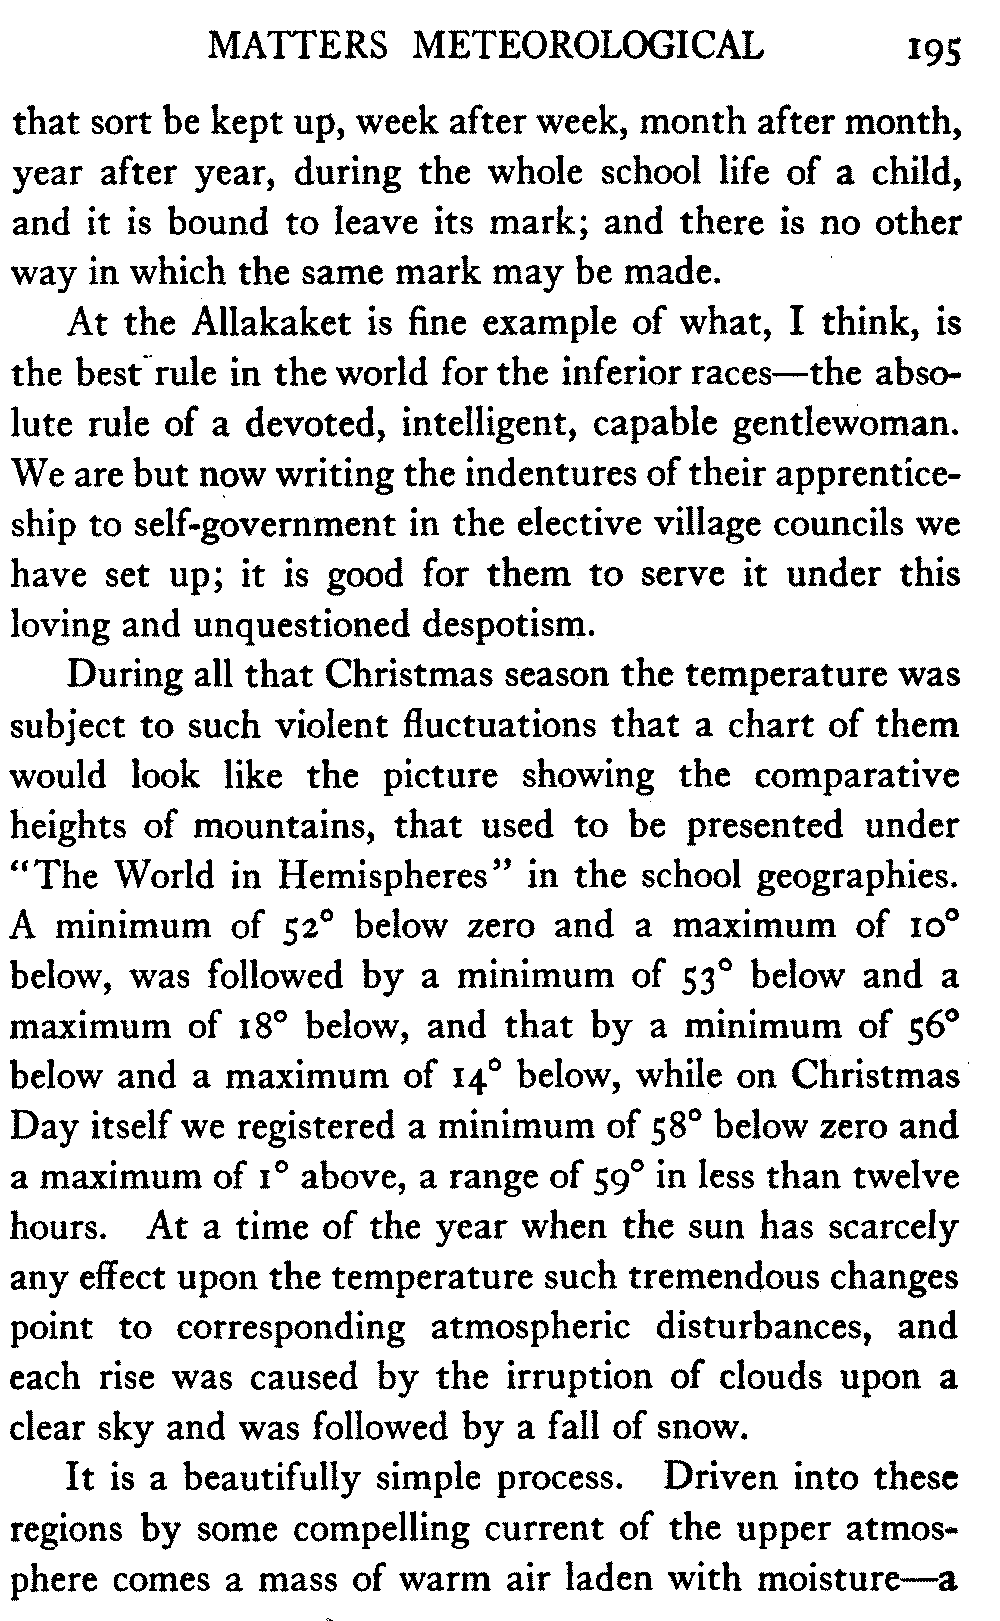 MATTERS METEOROLOGICAL 195
that sort be kept up, week after week, month after month,
year after year, during the whole school life of a child,
and it is bound to leave its mark; and there is no other
way in which the same mark may be made.
At the Allakaket is fine example of what, I think, is
the best rule in the world for the inferior races—the abso-
lute rule of a devoted, intelligent, capable gentlewoman.
We are but now writing the indentures of their apprentice-
ship to self-government in the elective village councils we
have set up; it is good for them to serve it under this
loving and unquestioned despotism.
During all that Christmas season the temperature was
subject to such violent fluctuations that a chart of them
would look like the picture showing the comparative
heights of mountains, that used to be presented under
"The World in Hemispheres" in the school geographies.
A minimum of 52° below zero and a maximum of 10°
below, was followed by a minimum of 53° below and a
maximum of 18° below, and that by a minimum of 56°
below and a maximum of 14° below, while on Christmas
Day itself we registered a minimum of 58° below zero and
a maximum of 1° above, a range of 59° in less than twelve
hours. At a time of the year when the sun has scarcely
any effect upon the temperature such tremendous changes
point to corresponding atmospheric disturbances, and
each rise was caused by the irruption of clouds upon a
clear sky and was followed by a fall of snow.
It is a beautifully simple process. Driven into these
regions by some compelling current of the upper atmos-
phere comes a mass of warm air laden with moisture—a